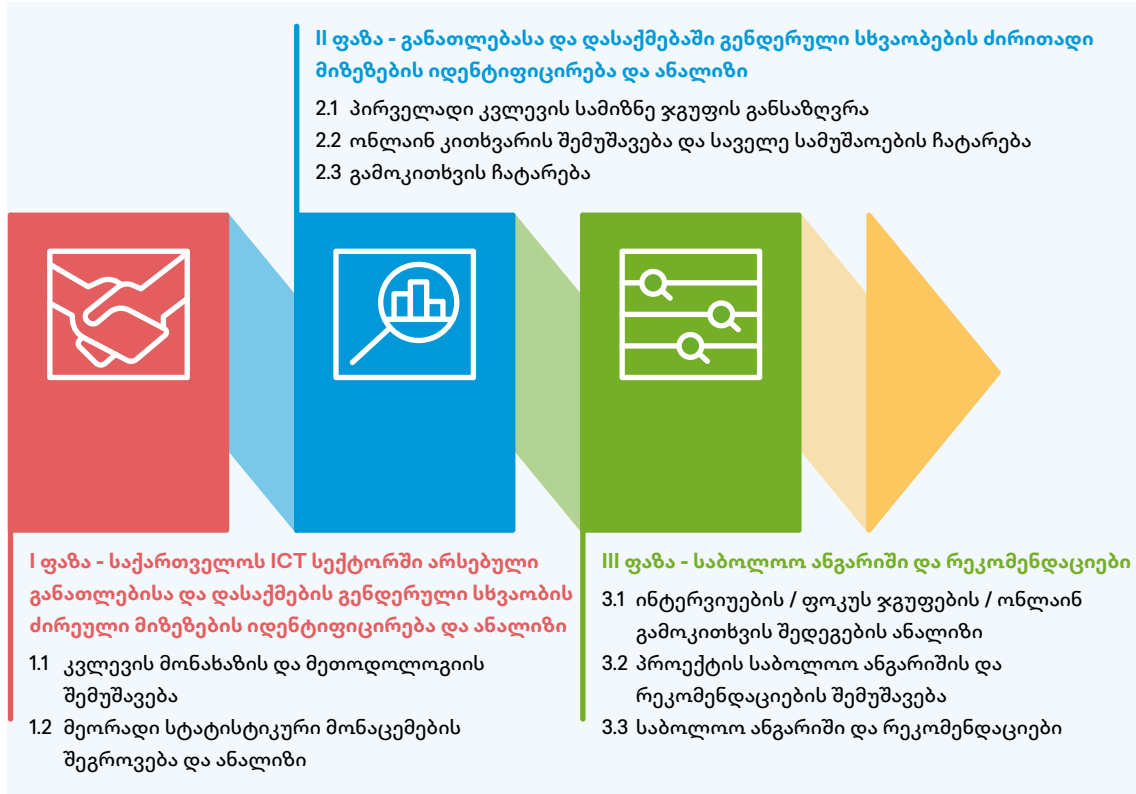 II ფაზა - განათლებასა და დასაქმებაში გენდერული სხვაობების ძირითადი
მიზეზების იდენტიფიცირება და ანალიზი
2.1 პირველადი კვლევის სამიზნე ჯგუფის განსაზღვრა
2.2 ონლაინ კითხვარის შემუშავება და საველე სამუშაოების ჩატარება
2.3 გამოკითხვის ჩატარება
I ფაზა - საქართველოს ICT სექტორში არსებული
განათლებისა და დასაქმების გენდერული სხვაობის
ძირეული მიზეზების იდენტიფიცირება და ანალიზი
1.1 კვლევის მონახაზის და მეთოდოლოგიის
შემუშავება
1.2 მეორადი სტატისტიკური მონაცემების
შეგროვება და ანალიზი
III ფაზა - საბოლოო ანგარიში და რეკომენდაციები
3.1 ინტერვიუების / ფოკუს ჯგუფების / ონლაინ
გამოკითხვის შედეგების ანალიზი
3.2 პროექტის საბოლოო ანგარიშის და
რეკომენდაციების შემუშავება
3.3 საბოლოო ანგარიში და რეკომენდაციები